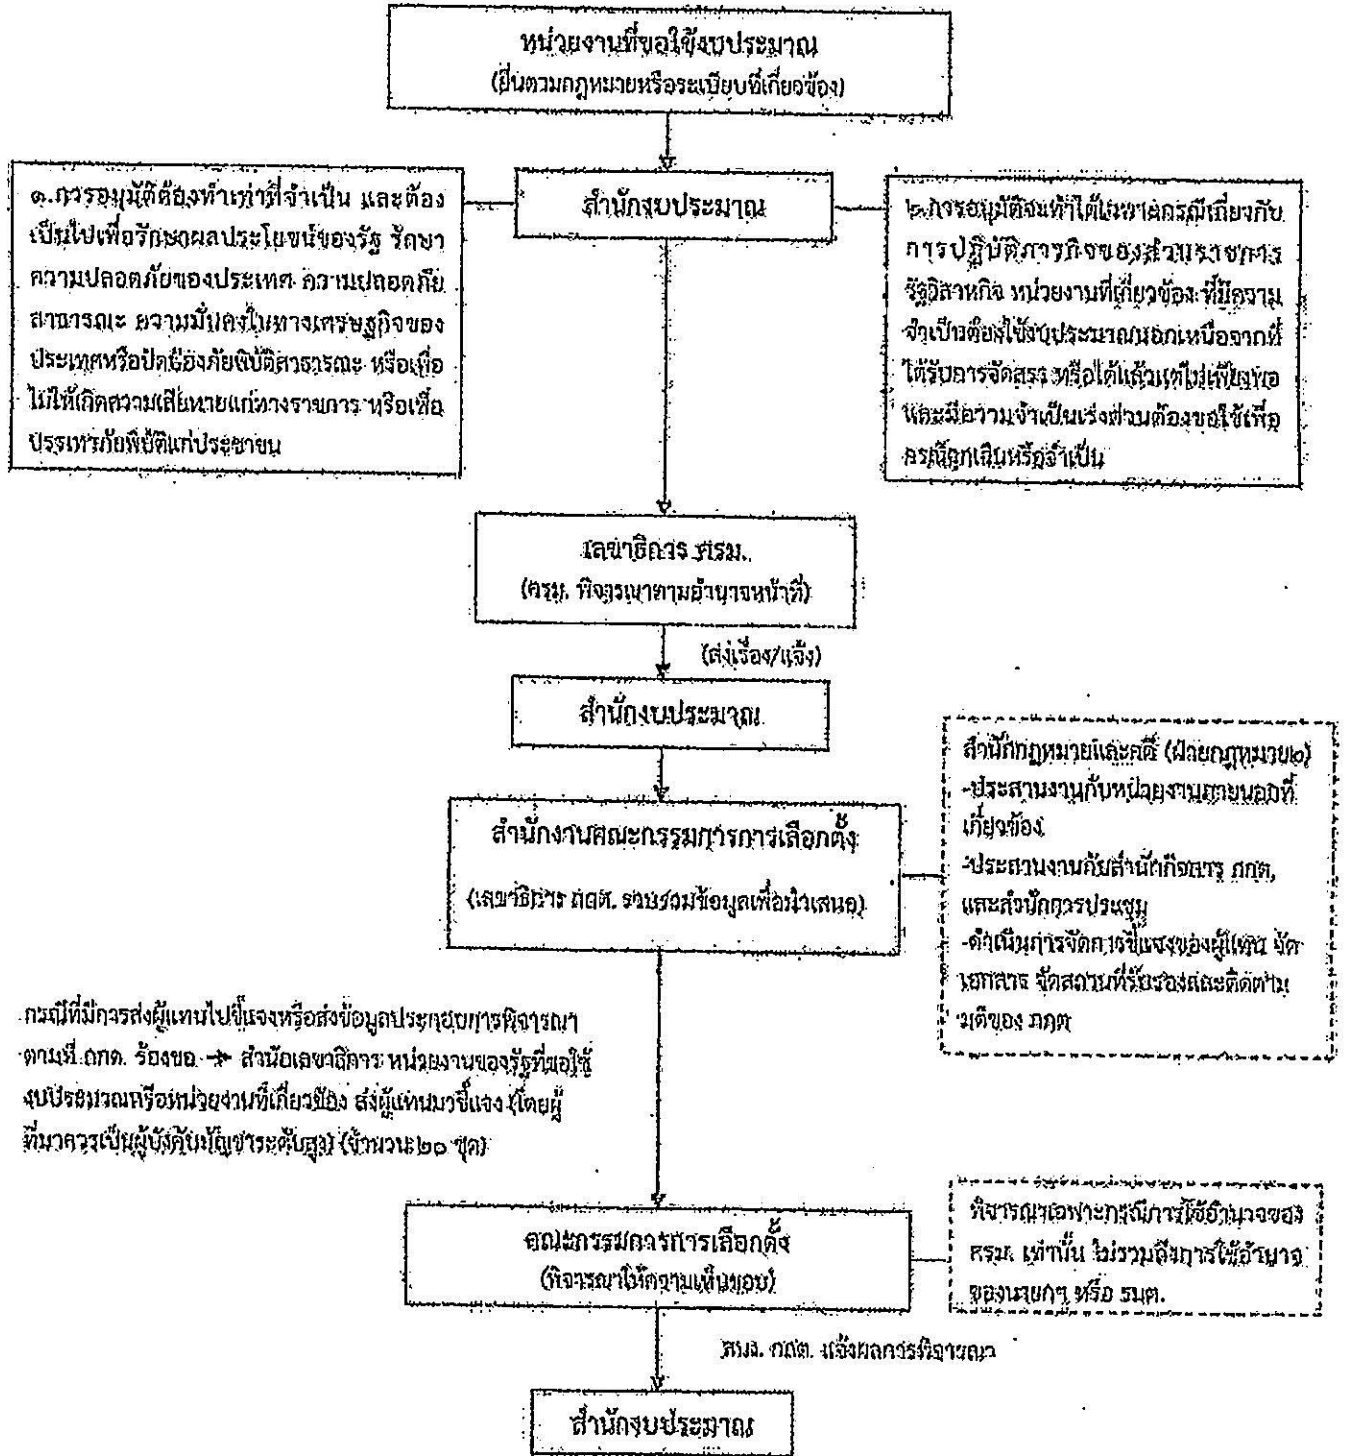 หน่วยงานที่ขอใช้งบประมาณ
(ยื่นตามกฎหมายหรือระเบียบที่เกี่ยวข้อง)
สำนักงบประมาณ
๑.การอนุมัติต้องทำเท่าที่จำเป็น และต้อง
เป็นไปเพื่อรักษาผลประโยชน์ของรัฐ รักษา
ความปลอดภัยของประเทศ ความปลอดภัย
สาธารณะ ความมั่นคงในทางเศรษฐกิจของ
ประเทศหรือปัดป้องภัยพิบัติสาธารณะ หรือเพื่อ
ไม่ให้เกิดความเสียหายแก่ทางราชการ หรือเพื่อ
บรรเทาภัยพิบัติแก่ประชาชน
๒.การอนุมัติจะทำได้เฉพาะกรณีเกี่ยวกับ
การปฏิบัติภารกิจของส่วนราชการ
รัฐวิสาหกิจ หน่วยงานที่เกี่ยวข้อง ที่มีความ
จำเป็นต้องใช้งบประมาณนอกเหนือจากที่
ได้รับการจัดสรร หรือได้แล้วแต่ไม่เพียงพอ
และมีความจำเป็นเร่งด่วนต้องขอใช้เพื่อ
กรณีฉุกเฉินหรือจำเป็น
เลขาธิการ ครม.
(ครม. พิจารณาตามอำนาจหน้าที่)
(ส่งเรื่อง/แจ้ง)
สำนักงบประมาณ
สำนักงานคณะกรรมการการเลือกตั้ง
(เลขาธิการ กกต. รวบรวมข้อมูลเพื่อนำเสนอ)
สำนักกฎหมายและคดี (ฝ่ายกฎหมาย๒)
-ประสานงานกับหน่วยงานภายนอกที่
เกี่ยวข้อง
-ประสานงานกับสำนักกิจการ กกต.
และสำนักการประชุม
-ดำเนินการจัดการชี้แจงของผู้แทน จัด
เอกสาร จัดสถานที่รับรองและติดตาม
มติของ กกต
กรณีที่มีการส่งผู้แทนไปชี้แจงหรือส่งข้อมูลประกอบการพิจารณา
ตามที่ กกต. ร้องขอ → สำนักเลขาธิการ หน่วยงานของรัฐที่ขอใช้
งบประมาณหรือหน่วยงานที่เกี่ยวข้อง ส่งผู้แทนมาชี้แจง (โดยผู้
ที่มาควรเป็นผู้บังคับบัญชาระดับสูง) (จำนวน ๒๐ ชุด)
คณะกรรมการการเลือกตั้ง
(พิจารณาให้ความเห็นชอบ)
พิจารณาเฉพาะกรณีการใช้อำนาจของ
ครม. เท่านั้น ไม่รวมถึงการใช้อำนาจ
ของนายกฯ หรือ รมต.
สนง. กกต. แจ้งผลการพิจารณา
สำนักงบประมาณ